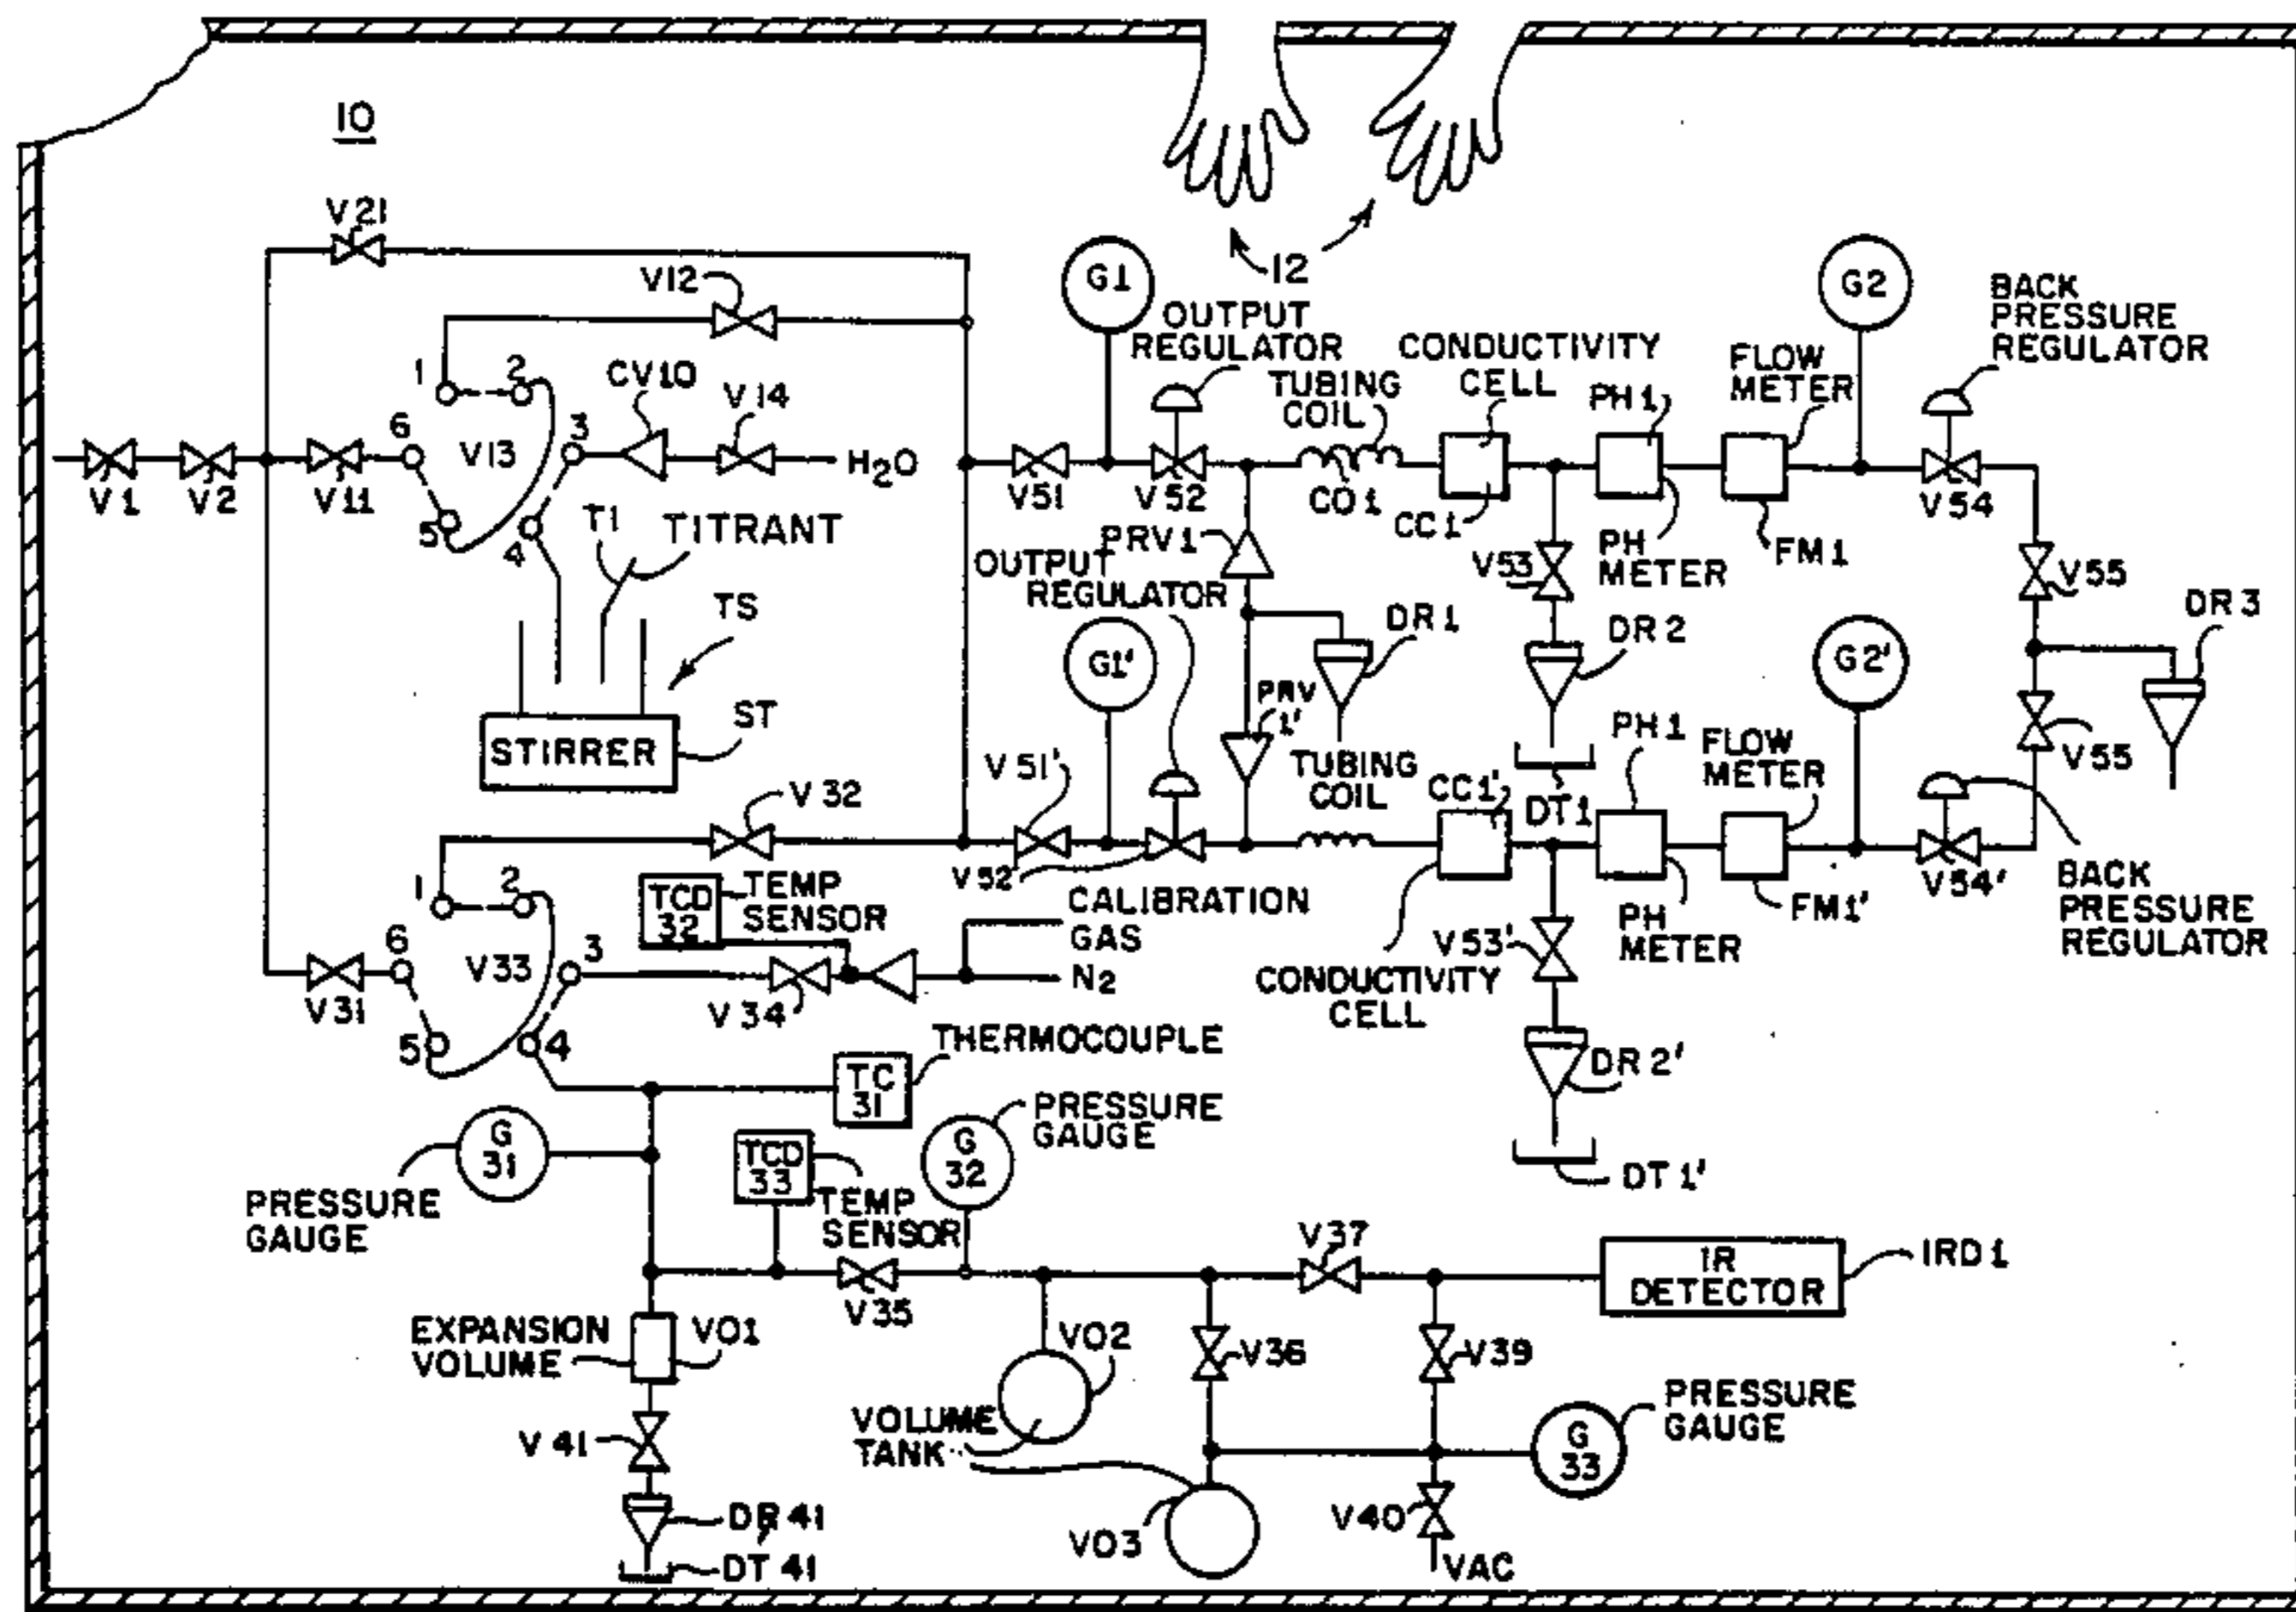 10
12
V21
V12
G1
G2
OUTPUT
REGULATOR
CONDUCTIVITY
CELL
BACK
PRESSURE
REGULATOR
FLOW
METER
TUBING
COIL
PH1
1
2
CV10
V14
6
V13
3
H2O
V1
V2
V11
5
4
V51
V52
CO1
CC1
PH
METER
FM1
V54
T1
TITRANT
PRV1
V53
V55
OUTPUT
REGULATOR
TS
DR1
DR2
DR3
G1'
G2'
ST
STIRRER
PRV
1'
TUBING
COIL
DT1
PH1
FLOW
METER
V55
V51'
CC1'
V32
V52
V54'
FM1'
PH
METER
BACK
PRESSURE
REGULATOR
1
2
TCD
32
TEMP
SENSOR
CALIBRATION
GAS
N2
6
V33
3
V31
V34
CONDUCTIVITY
CELL
V53'
5
4
THERMOCOUPLE
TC
31
DR2'
DT1'
G
31
PRESSURE
GAUGE
TCD
33
TEMP
SENSOR
G
32
PRESSURE
GAUGE
V35
V37
IR
DETECTOR
IRD1
EXPANSION
VOLUME
VO1
VO2
V36
V39
VOLUME
TANK
PRESSURE
GAUGE
G
33
V41
DR41
DT41
VO3
V40
VAC